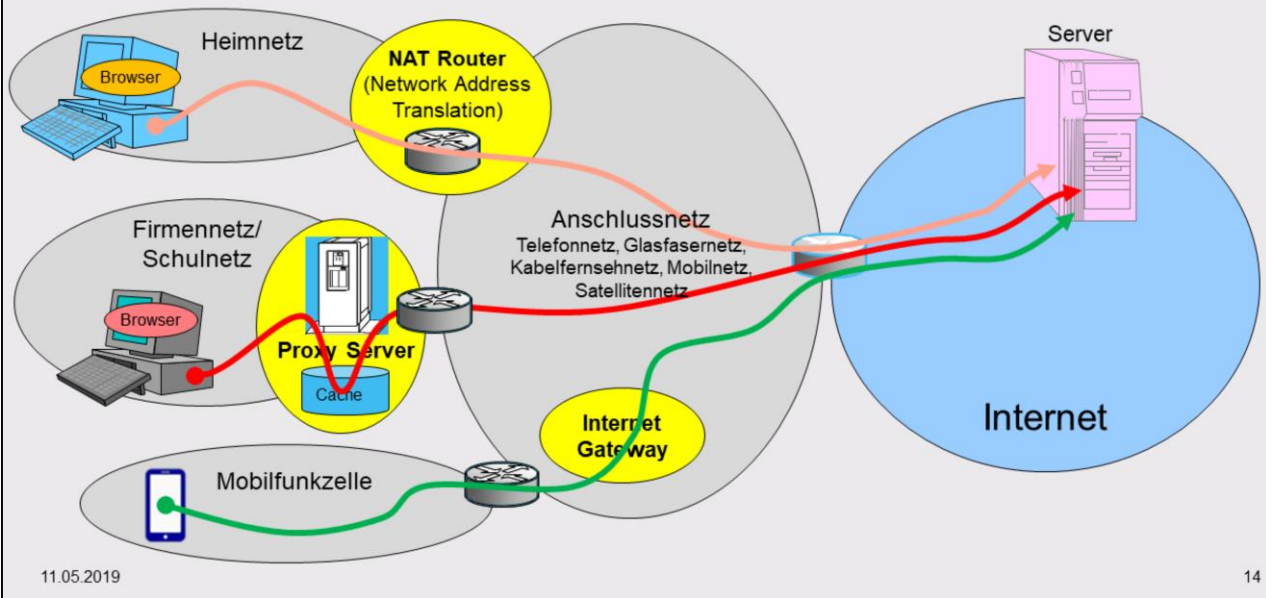 Heimnetz
Browser
NAT Router
(Network Address
Translation)
Server
Firmennetz/
Schulnetz
Browser
Proxy Server
Cache
Anschlussnetz
Telefonnetz, Glasfasernetz,
Kabelfernsehnetz, Mobilnetz,
Satellitennetz
Internet
Gateway
Internet
Mobilfunkzelle
11.05.2019
14